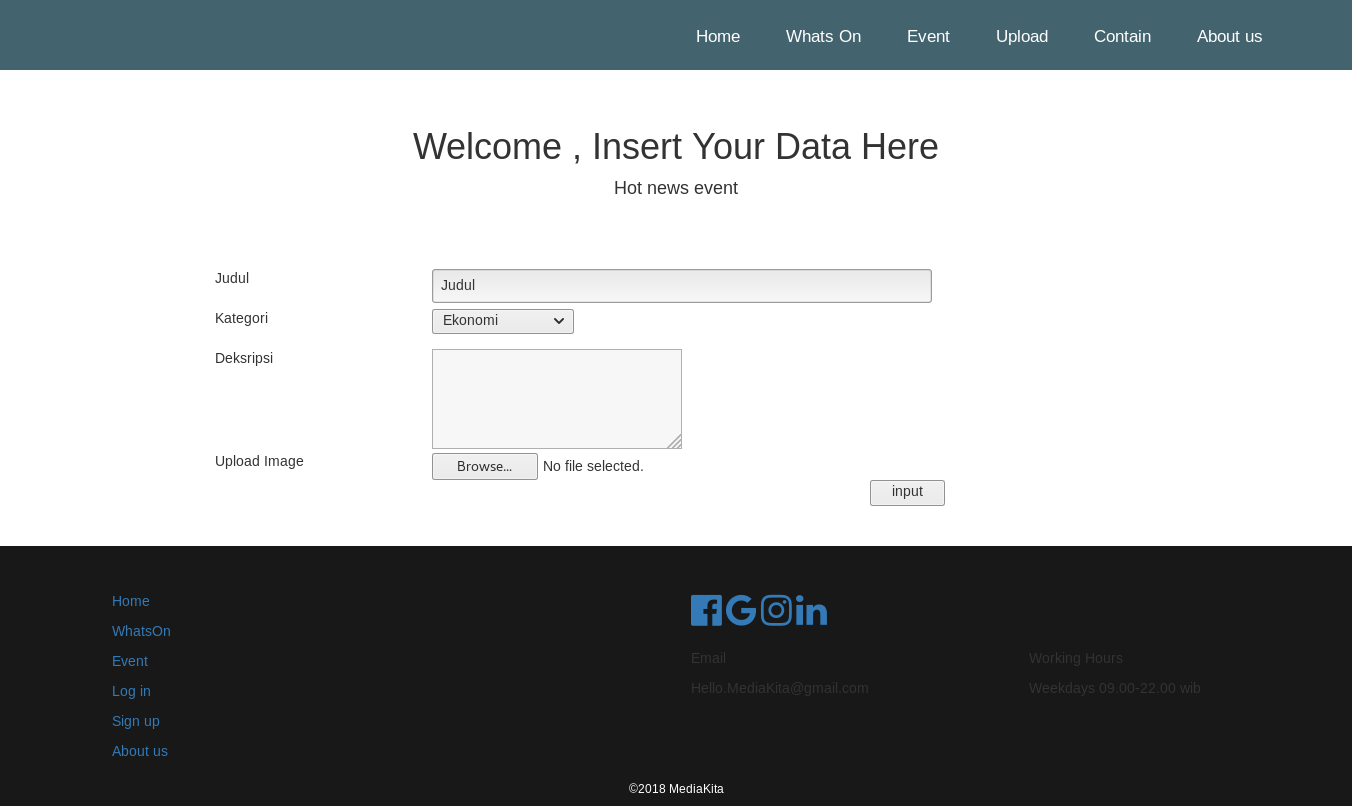 Home Whats On Event Upload Contain About us
Welcome , Insert Your Data Here
Hot news event
Judul Judul
Kategori Ekonomi
Deksripsi
Upload Image Browse... No file selected.
input
Home
WhatsOn
Event
Log in
Sign up
About us
Email
Hello.MediaKita@gmail.com
Working Hours
Weekdays 09.00-22.00 wib
©2018 MediaKita